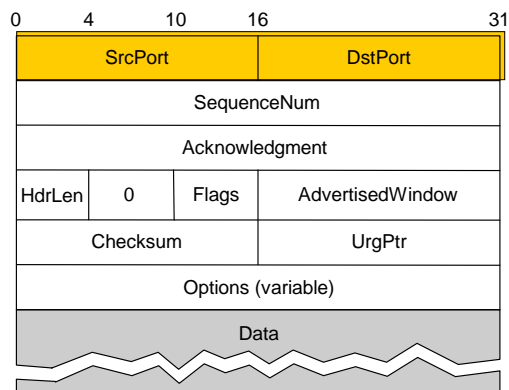 0 4 10 16 31
SrcPort DstPort
SequenceNum
Acknowledgment
HdrLen 0 Flags AdvertisedWindow
Checksum UrgPtr
Options (variable)
Data